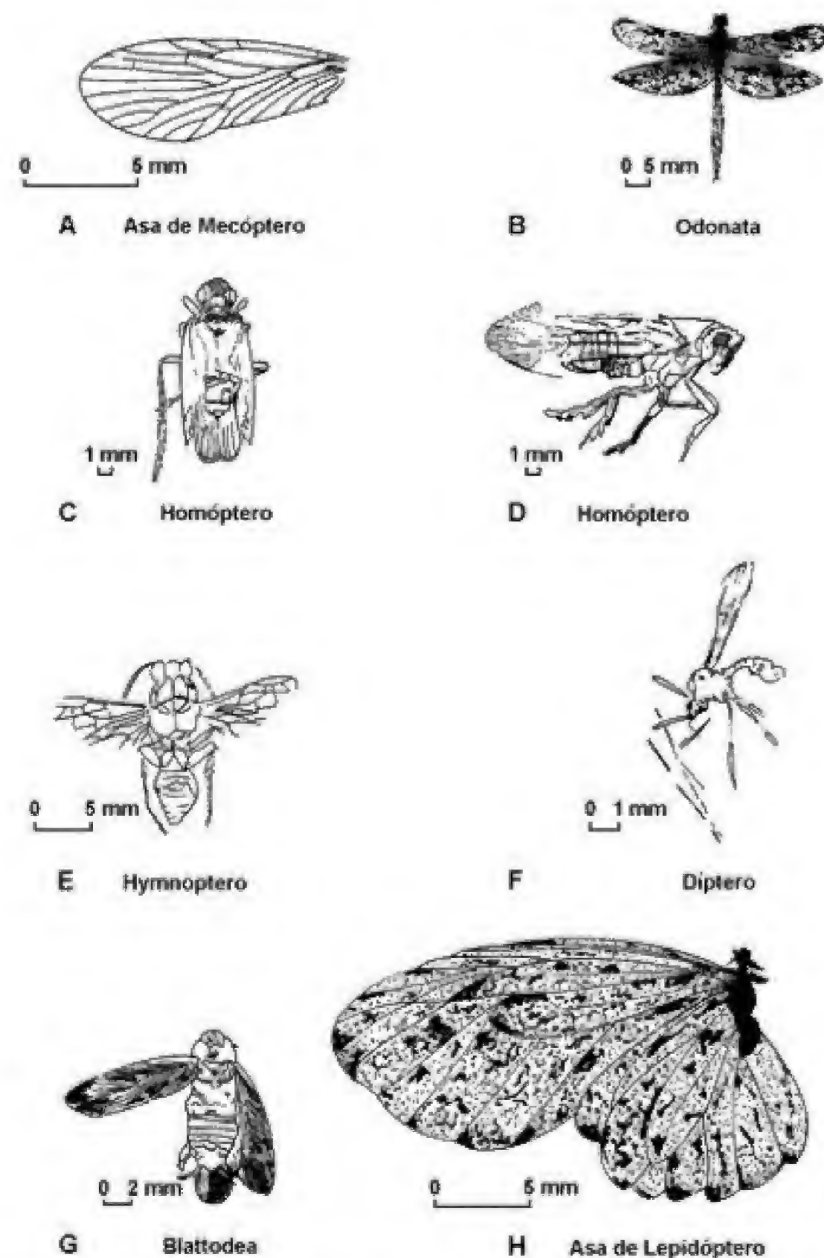 0 5 mm
A Asa de Mecóptero
0 5 mm
B Odonata
1 mm
C Homóptero
1 mm
D Homóptero
0 5 mm
E Hymnoptero
0 1 mm
F Díptero
0 2 mm
G Blattodea
0 5 mm
H Asa de Lepidóptero